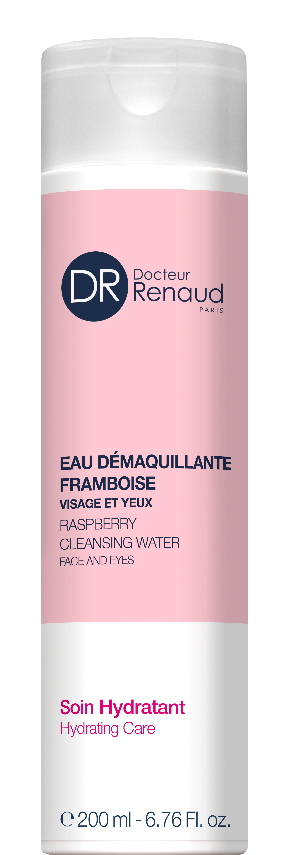 DR Docteur
Renaud
PARIS
EAU DÉMAQUILLANTE
FRAMBOISE
VISAGE ET YEUX
RASPBERRY
CLEANSING WATER
FACE AND EYES
Soin Hydratant
Hydrating Care
℮ 200 ml - 6.76 Fl. oz.